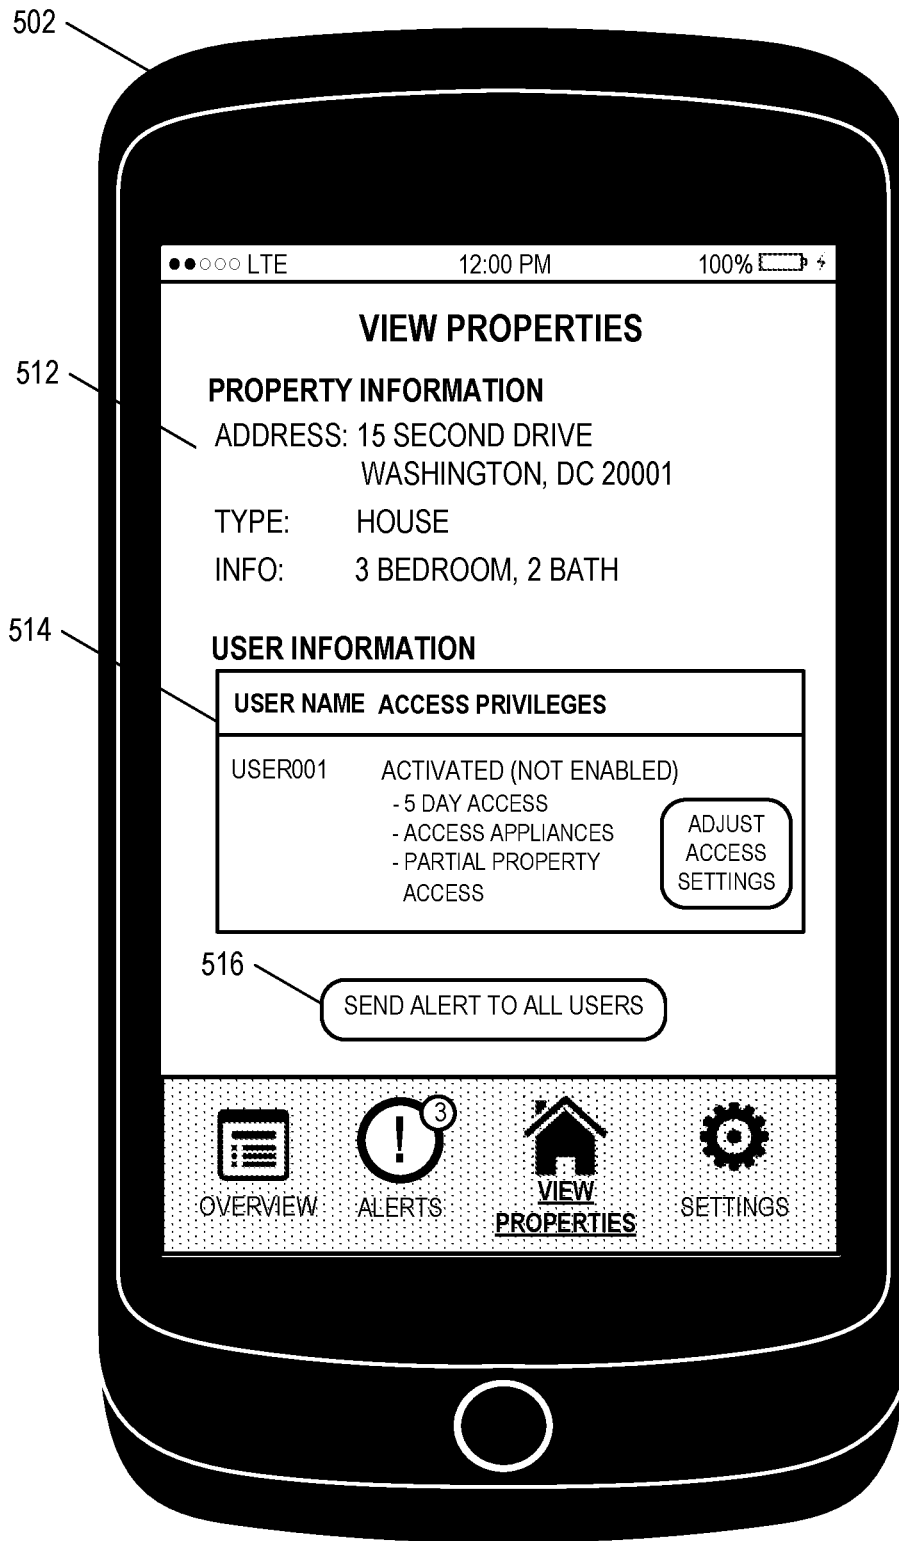 502
LTE 12:00 PM 100%
VIEW PROPERTIES
512
PROPERTY INFORMATION
ADDRESS: 15 SECOND DRIVE
WASHINGTON, DC 20001
TYPE: HOUSE
INFO: 3 BEDROOM, 2 BATH
514
USER INFORMATION
USER NAME ACCESS PRIVILEGES
USER001 ACTIVATED (NOT ENABLED)
- 5 DAY ACCESS
- ACCESS APPLIANCES
- PARTIAL PROPERTY
ACCESS
ADJUST
ACCESS
SETTINGS
516
SEND ALERT TO ALL USERS
!
3
OVERVIEW
ALERTS
VIEW
PROPERTIES
SETTINGS